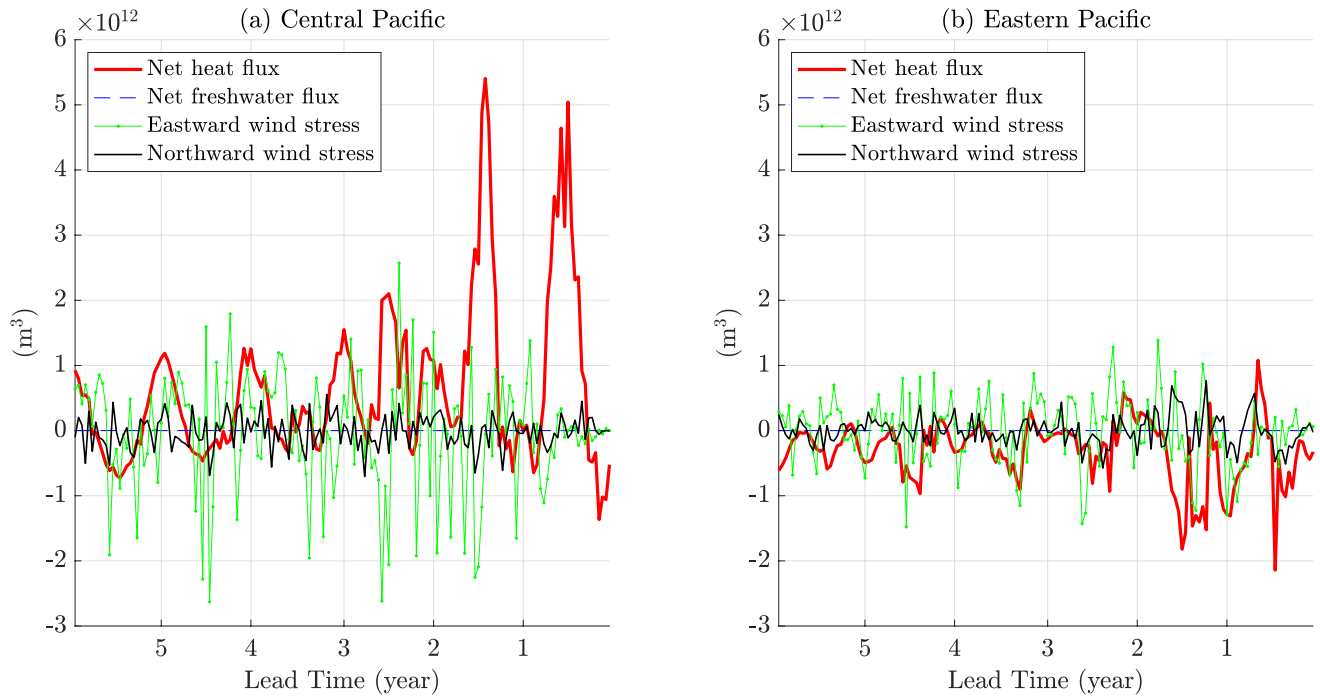 (a) Central Pacific
×10¹²
6
5
4
3
2
1
0
-1
-2
-3
(m³)
Net heat flux
Net freshwater flux
Eastward wind stress
Northward wind stress
5 4 3 2 1
Lead Time (year)
(b) Eastern Pacific
×10¹²
6
5
4
3
2
1
0
-1
-2
-3
(m³)
Net heat flux
Net freshwater flux
Eastward wind stress
Northward wind stress
5 4 3 2 1
Lead Time (year)